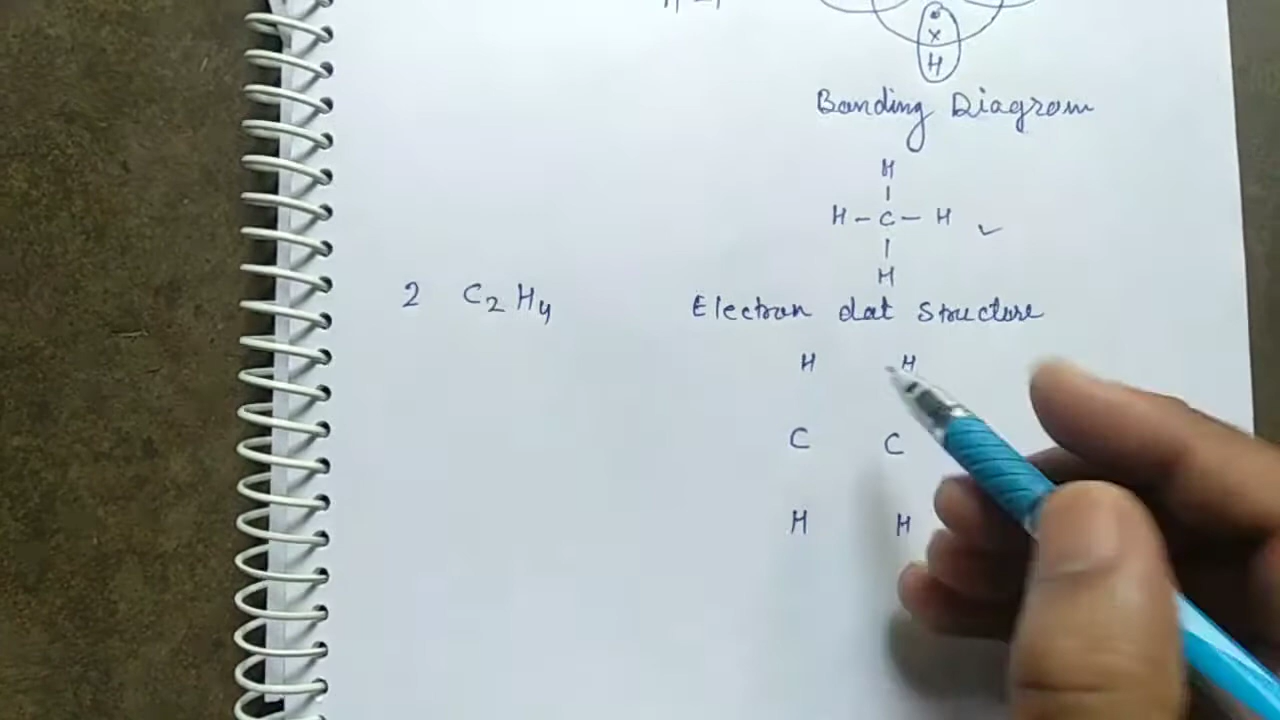 x
H
Bonding Diagram
H
|
H - C - H ✓
|
H
2 C₂H₄ Electron dot structure
H H
C C
H H